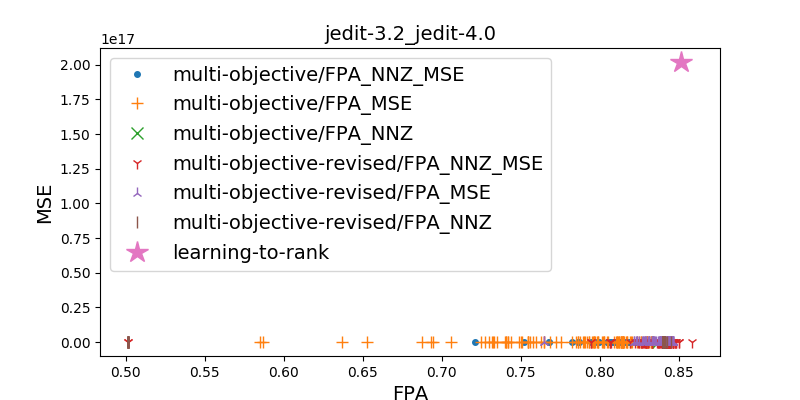 jedit-3.2_jedit-4.0
1e17
2.00
1.75
1.50
1.25
1.00
0.75
0.50
0.25
0.00
MSE
multi-objective/FPA_NNZ_MSE
multi-objective/FPA_MSE
multi-objective/FPA_NNZ
multi-objective-revised/FPA_NNZ_MSE
multi-objective-revised/FPA_MSE
multi-objective-revised/FPA_NNZ
learning-to-rank
0.50 0.55 0.60 0.65 0.70 0.75 0.80 0.85
FPA